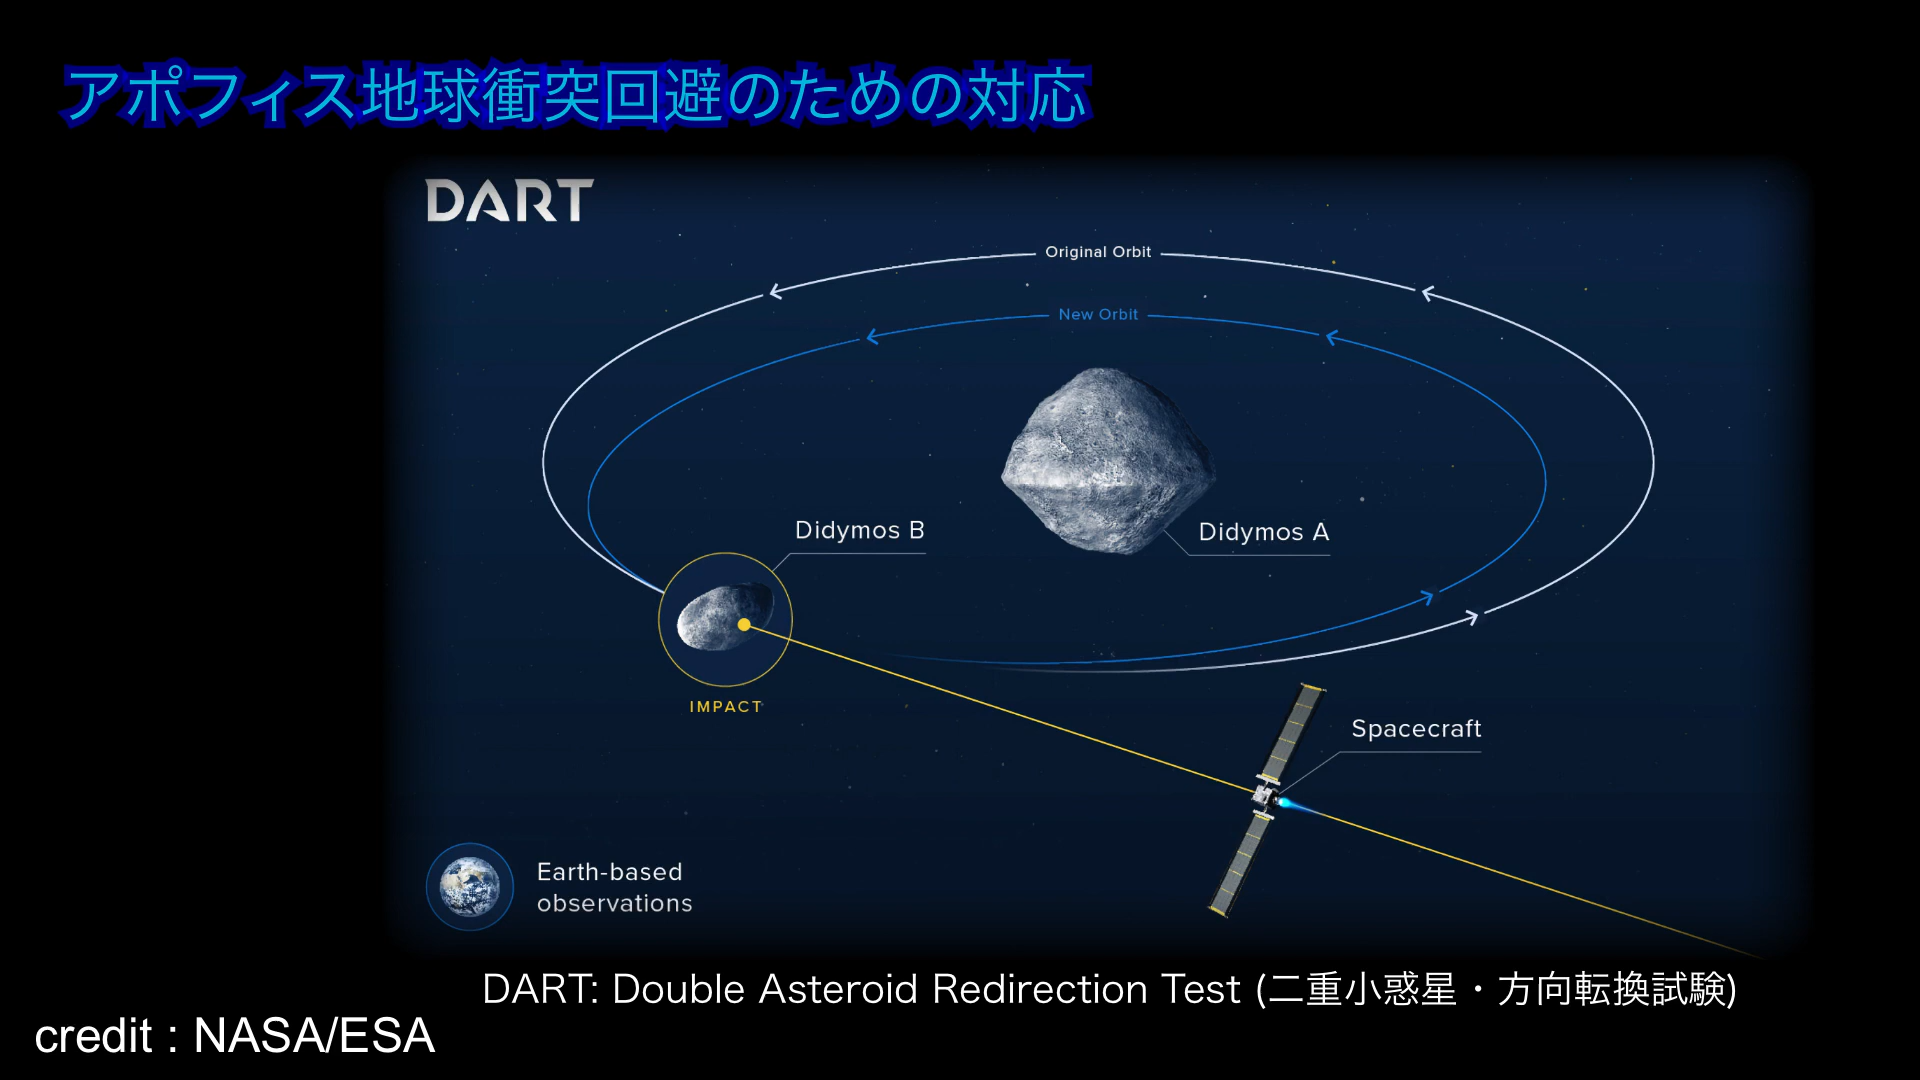 アポフィス地球衝突回避のための対応
DART
Original Orbit
New Orbit
Didymos B
Didymos A
IMPACT
Spacecraft
Earth-based
observations
DART: Double Asteroid Redirection Test (二重小惑星・方向転換試験)
credit : NASA/ESA